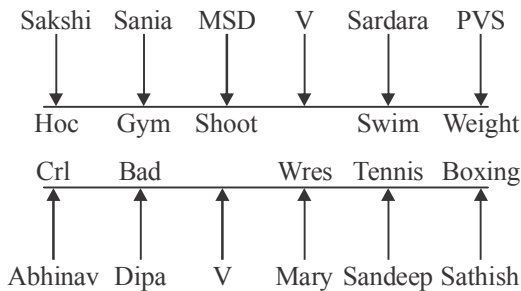 Sakshi Sania MSD V Sardara PVS
Hoc Gym Shoot Swim Weight
Crl Bad Wres Tennis Boxing
Abhinav Dipa V Mary Sandeep Sathish